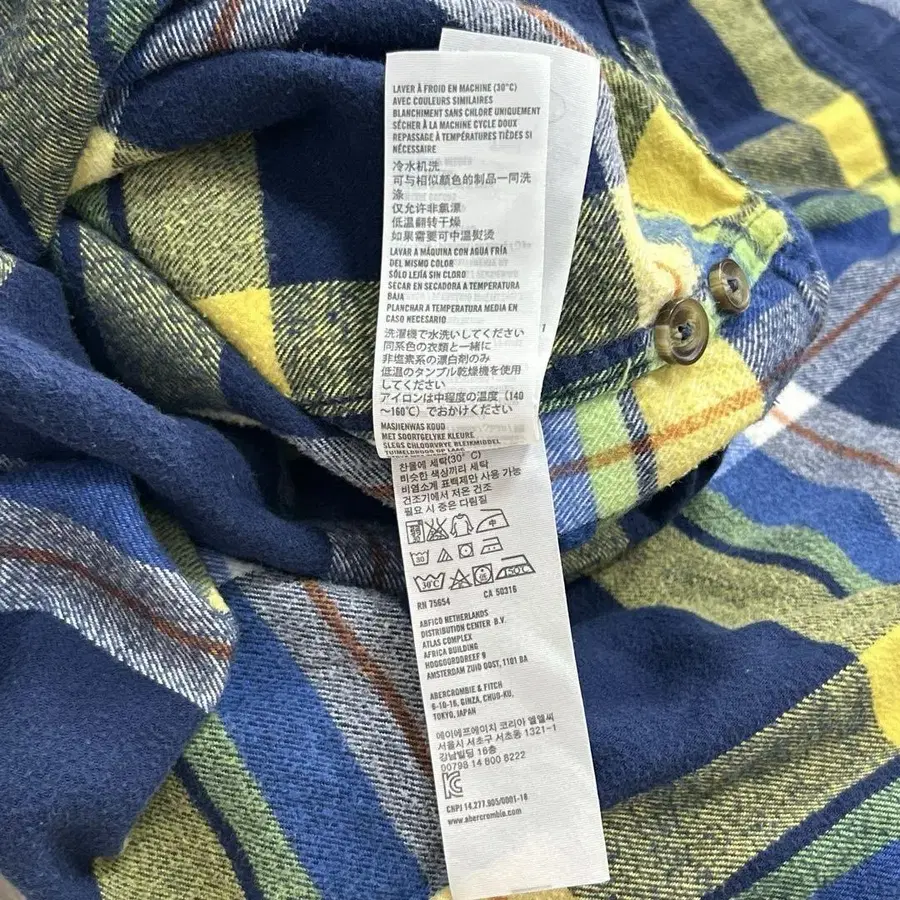 LAVER À FROID EN MACHINE (30°C)
AVEC COULEURS SIMILAIRES
BLANCHIMENT SANS CHLORE UNIQUEMENT
SÉCHER À LA MACHINE CYCLE DOUX
REPASSAGE À TEMPÉRATURES TIÈDES SI
NÉCESSAIRE
冷水机洗
可与相似颜色的制品一同洗
涤
仅允许非氯漂
低温翻转干燥
如果需要可中温熨烫
LAVAR A MÁQUINA CON AGUA FRÍA
DEL MISMO COLOR
SÓLO LEJÍA SIN CLORO
SECAR EN SECADORA A TEMPERATURA
BAJA
PLANCHAR A TEMPERATURA MEDIA EN
CASO NECESARIO
洗濯機で水洗いしてください
同系色の衣類と一緒に
非塩素系の漂白剤のみ
低温のタンブル乾燥機を使用
してください
アイロンは中程度の温度（140
～160℃）でおかけください
MASJIENWAS KOUD
MET SOORTGELYKE KLEURE
SLEGS CHLOORVRYE BLEIKMIDDEL
TUIMELDROOG OP LAE
찬물에 세탁(30° C)
비슷한 색상끼리 세탁
비염소계 표백제만 사용 가능
건조기에서 저온 건조
필요 시 중온 다림질
中
30
30°C
150°C
RN 75654 CA 50316
ABFICO NETHERLANDS
DISTRIBUTION CENTER B.V.
ATLAS COMPLEX
AFRICA BUILDING
HOOGOORDDREEF 9
AMSTERDAM ZUID OOST, 1101 BA
ABERCROMBIE & FITCH
6-10-16, GINZA, CHUO-KU,
TOKYO, JAPAN
에이에프에이치 코리아 엘엘씨
서울시 서초구 서초동 1321-1
강남빌딩 16층
00798 14 800 8222
CNPJ 14.277.905/0001-16
www.abercrombie.com